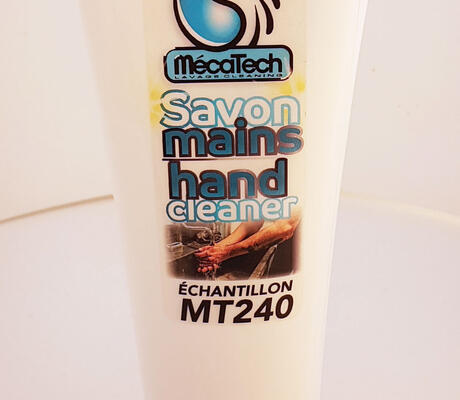 MécaTech
LAVAGE CLEANING
Savon
mains
hand
cleaner
ÉCHANTILLON
MT240